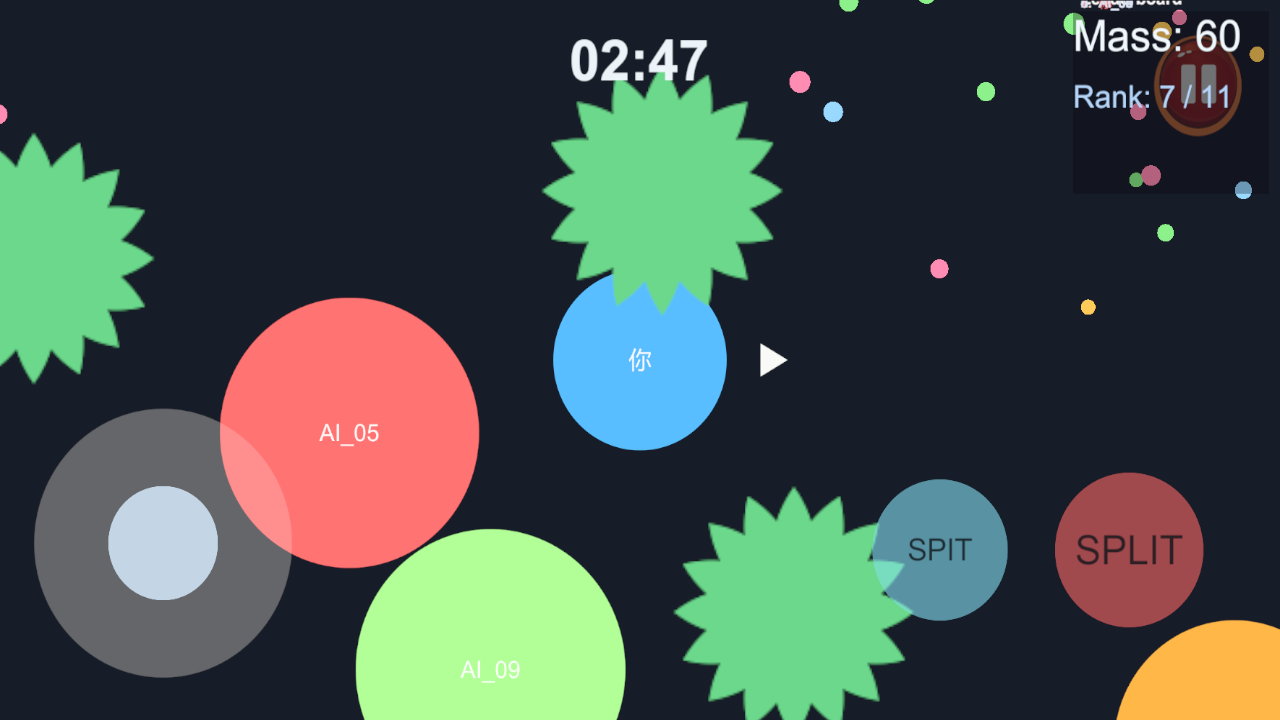 02:47
Mass: 60
Rank: 7 / 11
你
AI_05
SPIT
SPLIT
AI_09